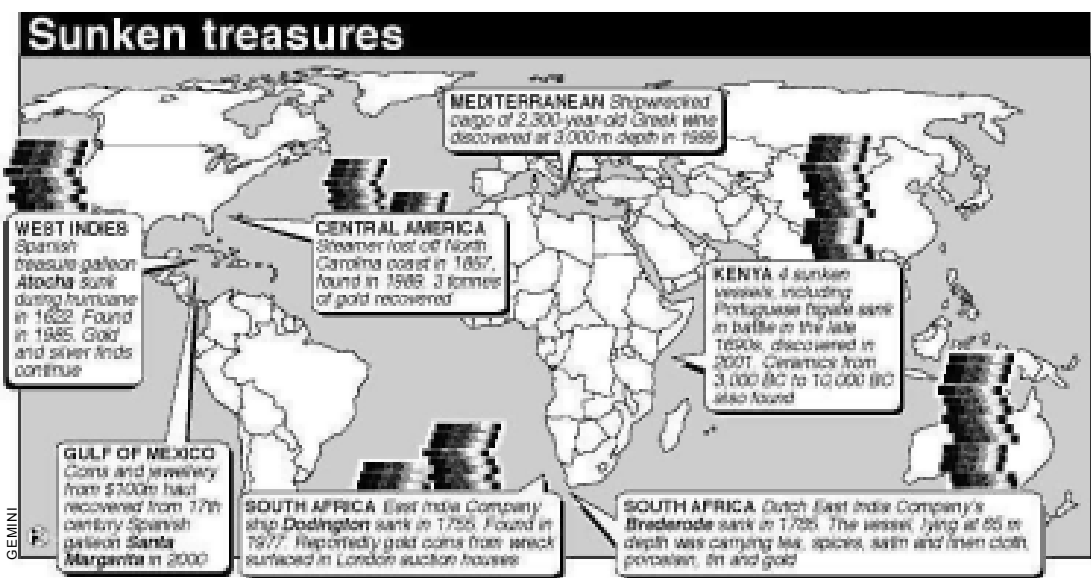 Sunken treasures
MEDITERRANEAN Shipwrecked
cargo of 2,300-year-old Greek wine
discovered at 3,000m depth in
WEST INDIES
Spanish
treasure galleon
Atocha sunk
during hurricane
in 1622. Found
in 1985. Gold
and silver finds
continue
CENTRAL AMERICA
Steamer lost off North
Carolina coast in 1857,
found in 1989. 3 tonnes
of gold recovered
KENYA 4 sunken
vessels, including
Portuguese frigate sank
in battle in the late
1690s, discovered in
2001. Ceramics from
3,000 BC to 10,000 BC
also found
GULF OF MEXICO
Coins and jewellery
from $100m haul
recovered from 17th
century Spanish
galleon Santa
Margarita in 2000
SOUTH AFRICA East India Company
ship Dodington sank in 1755. Found in
1977. Reportedly gold coins from wreck
surfaced in London auction houses
SOUTH AFRICA Dutch East India Company's
Brederode sank in 1785. The vessel, lying at 65 m
depth was carrying tea, spices, satin and linen cloth,
porcelain, tin and gold
GEMINI